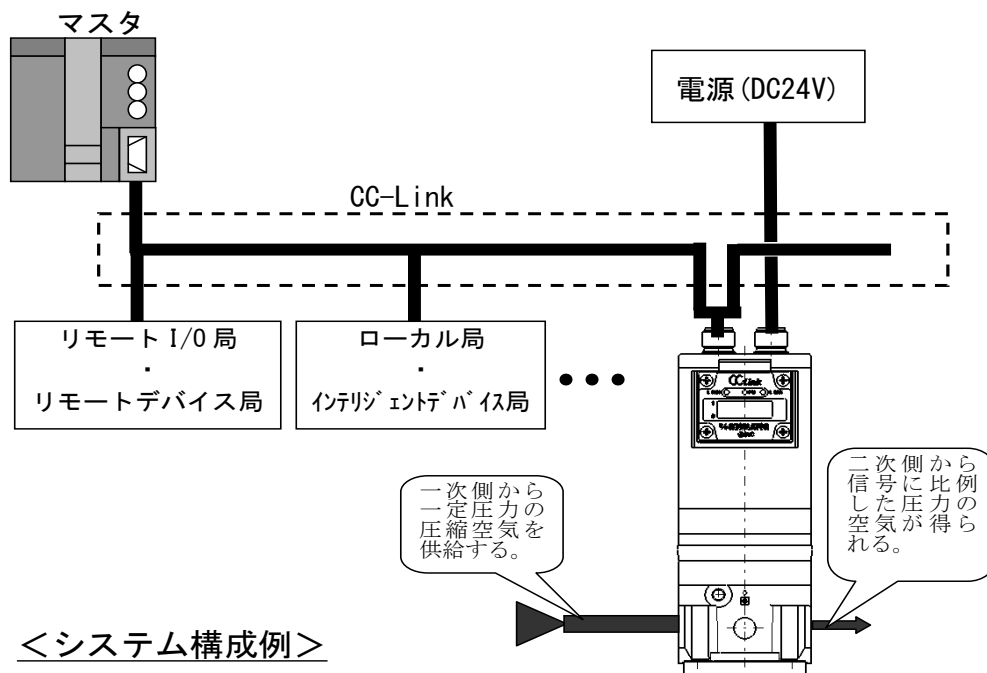 マスタ
電源(DC24V)
CC-Link
リモート I/O 局
・
リモートデバイス局
ローカル局
・
ｲﾝﾃﾘｼﾞｪﾝﾄﾃﾞﾊﾞｲｽ局
•••
CC-Link
一次側から
一定圧力の
圧縮空気を
供給する。
二次側から
信号に比例
した圧力の
空気が得ら
れる。
＜システム構成例＞